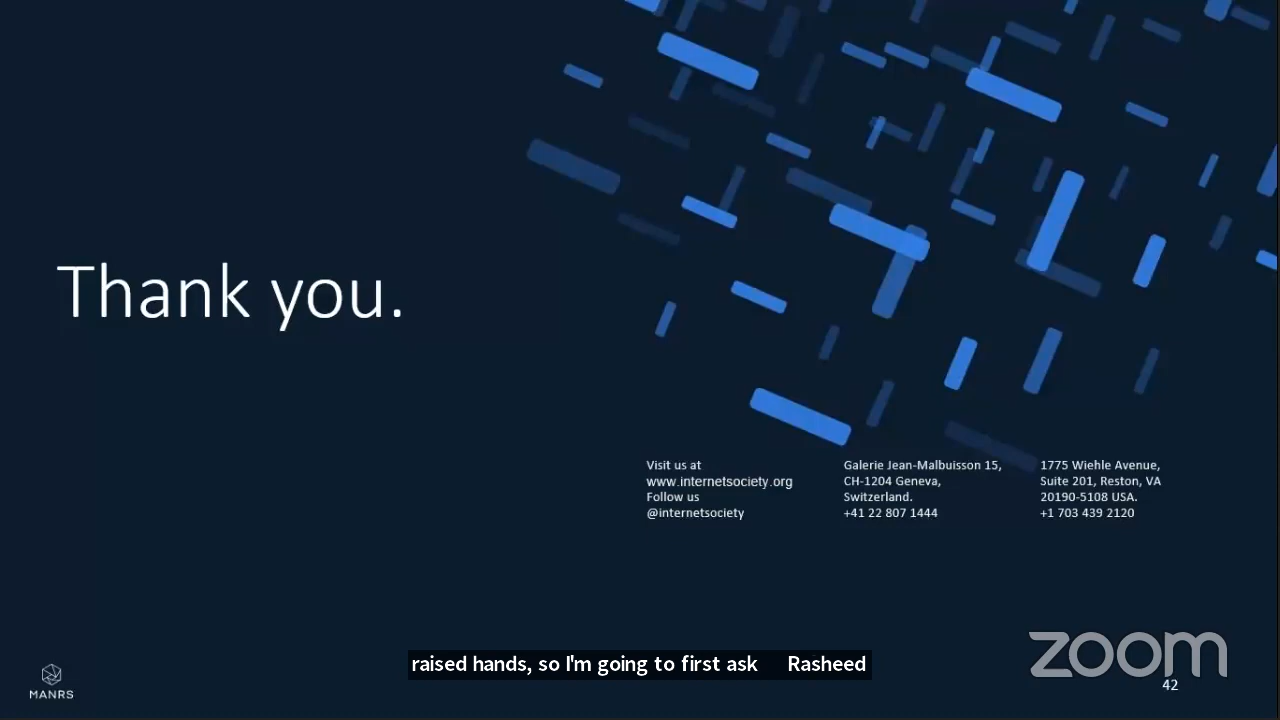 Thank you.
Visit us at
www.internetsociety.org
Follow us
@internetsociety
Galerie Jean-Malbuisson 15,
CH-1204 Geneva,
Switzerland.
+41 22 807 1444
1775 Wiehle Avenue,
Suite 201, Reston, VA
20190-5108 USA.
+1 703 439 2120
raised hands, so I'm going to first ask Rasheed
zoom
42
MANRS